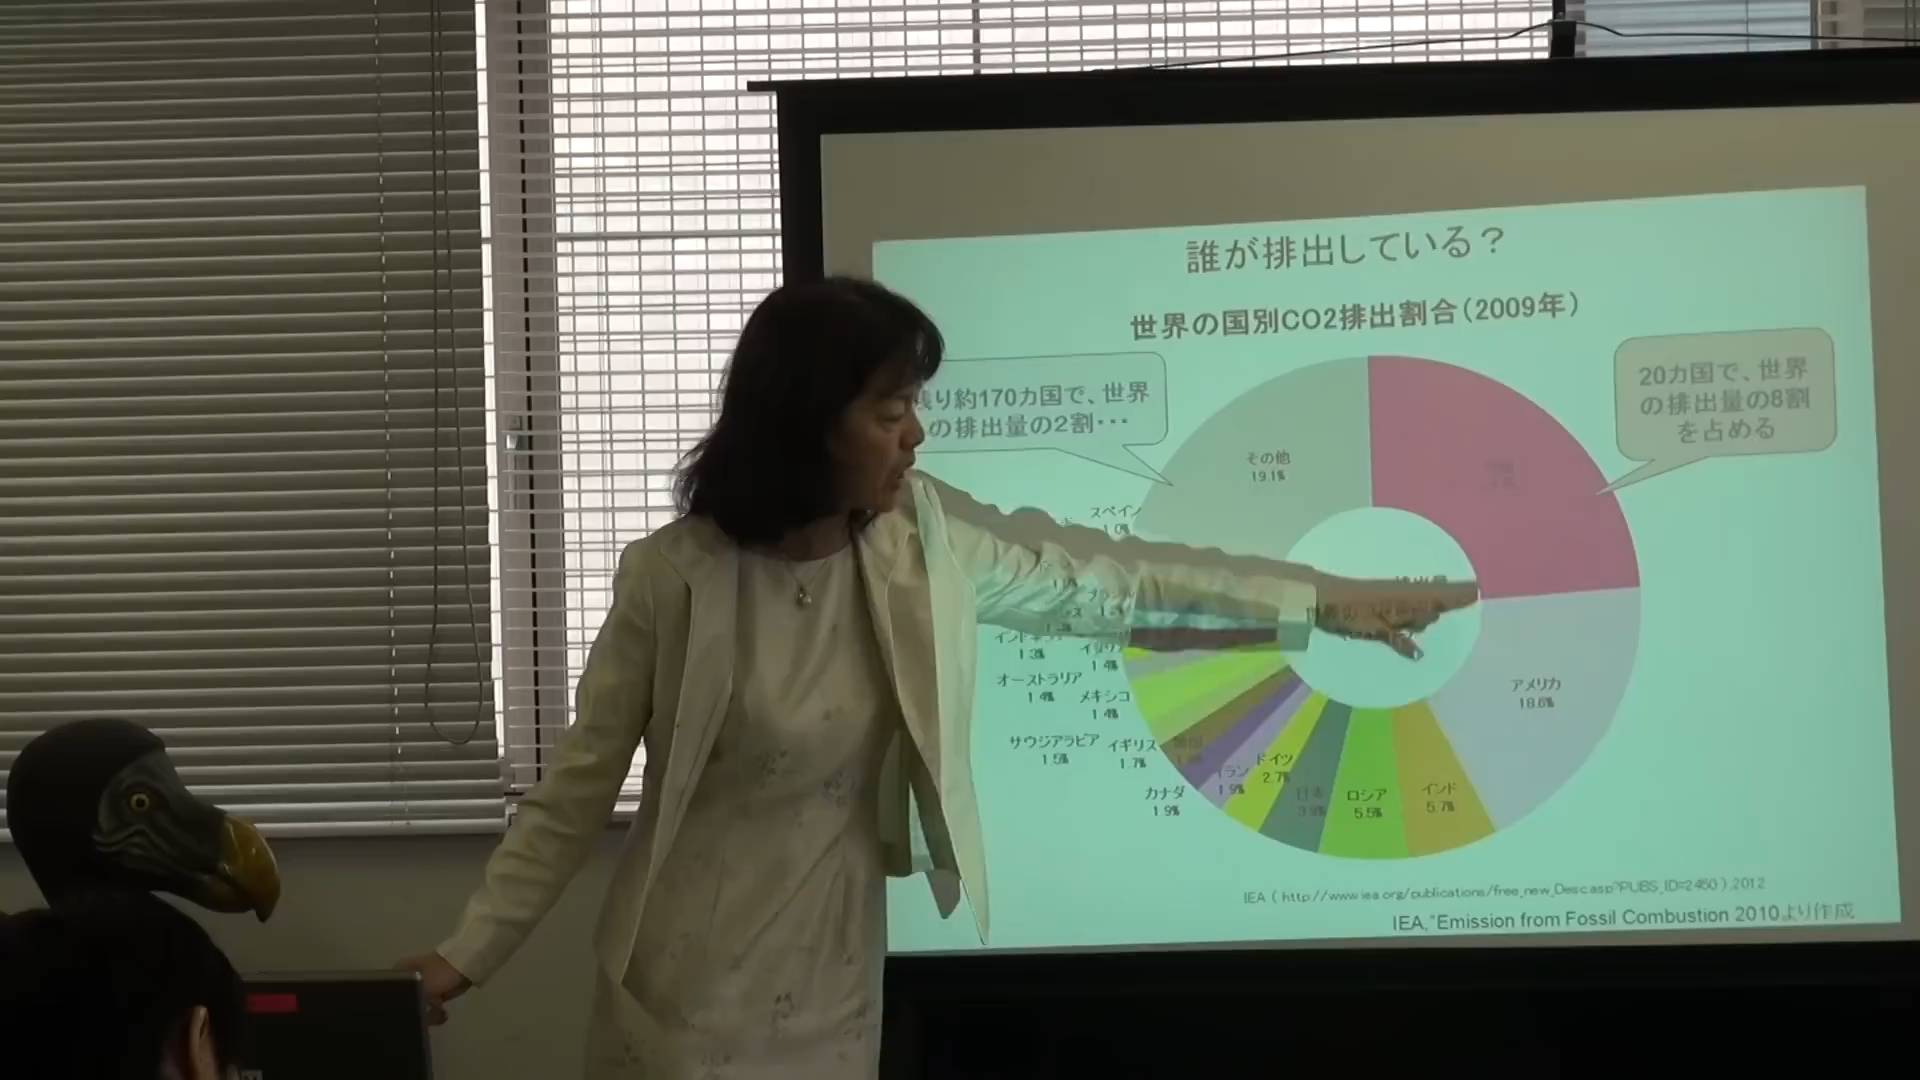 誰が排出している？
世界の国別CO2排出割合（2009年）
残り約170カ国で、世界
の排出量の2割･･･
20カ国で、世界
の排出量の8割
を占める
その他
19.1%
スペイン
1.0%
アメリカ
18.6%
インド
5.7%
ロシア
5.5%
日本
3.9%
ドイツ
2.7%
イラン
1.9%
カナダ
1.9%
韓国
イギリス
1.7%
サウジアラビア
1.5%
メキシコ
1.4%
オーストラリア
1.4%
1.4%
1.3%
ブラジル
IEA ( http://www.iea.org/publications/free_new_Desc.asp?PUBS_ID=2450 ) ,2012
IEA,"Emission from Fossil Combustion 2010より作成